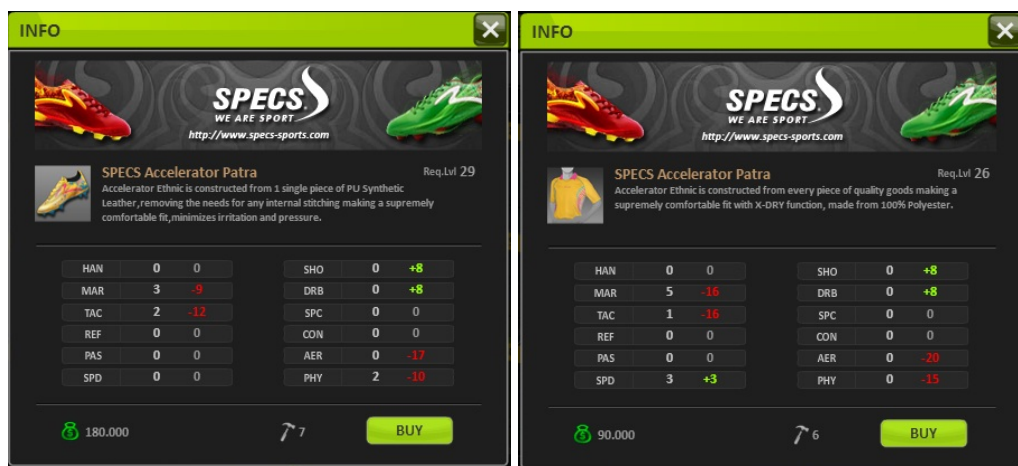 INFO
SPECS
WE ARE SPORT
http://www.specs-sports.com
SPECS Accelerator Patra Req.Lvl 29
Accelerator Ethnic is constructed from 1 single piece of PU Synthetic
Leather,removing the needs for any internal stitching making a supremely
comfortable fit,minimizes irritation and pressure.
HAN 0 0 SHO 0 +8
MAR 3 -9 DRB 0 +8
TAC 2 -12 SPC 0 0
REF 0 0 CON 0 0
PAS 0 0 AER 0 -17
SPD 0 0 PHY 2 -10
180.000 7 BUY
INFO
SPECS
WE ARE SPORT
http://www.specs-sports.com
SPECS Accelerator Patra Req.Lvl 26
Accelerator Ethnic is constructed from every piece of quality goods making a
supremely comfortable fit with X-DRY function, made from 100% Polyester.
HAN 0 0 SHO 0 +8
MAR 5 -16 DRB 0 +8
TAC 1 -16 SPC 0 0
REF 0 0 CON 0 0
PAS 0 0 AER 0 -20
SPD 3 +3 PHY 0 -15
90.000 6 BUY